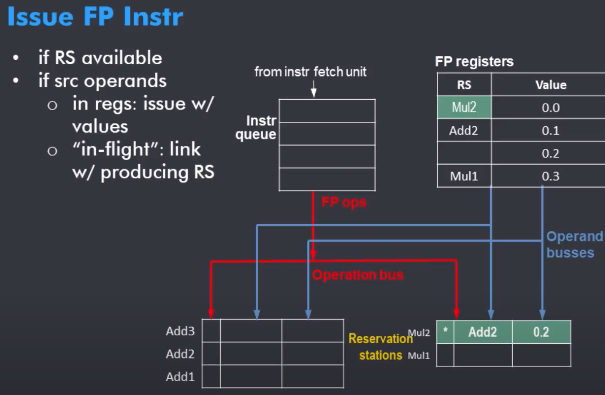 Issue FP Instr
• if RS available
• if src operands
o in regs: issue w/
values
o "in-flight": link
w/ producing RS
from instr fetch unit
Instr
queue
FP ops
FP registers
RS Value
Mul2 0.0
Add2 0.1
0.2
Mul1 0.3
Operand
busses
Operation bus
Add3
Add2
Add1
Reservation
stations
Mul2 * Add2 0.2
Mul1